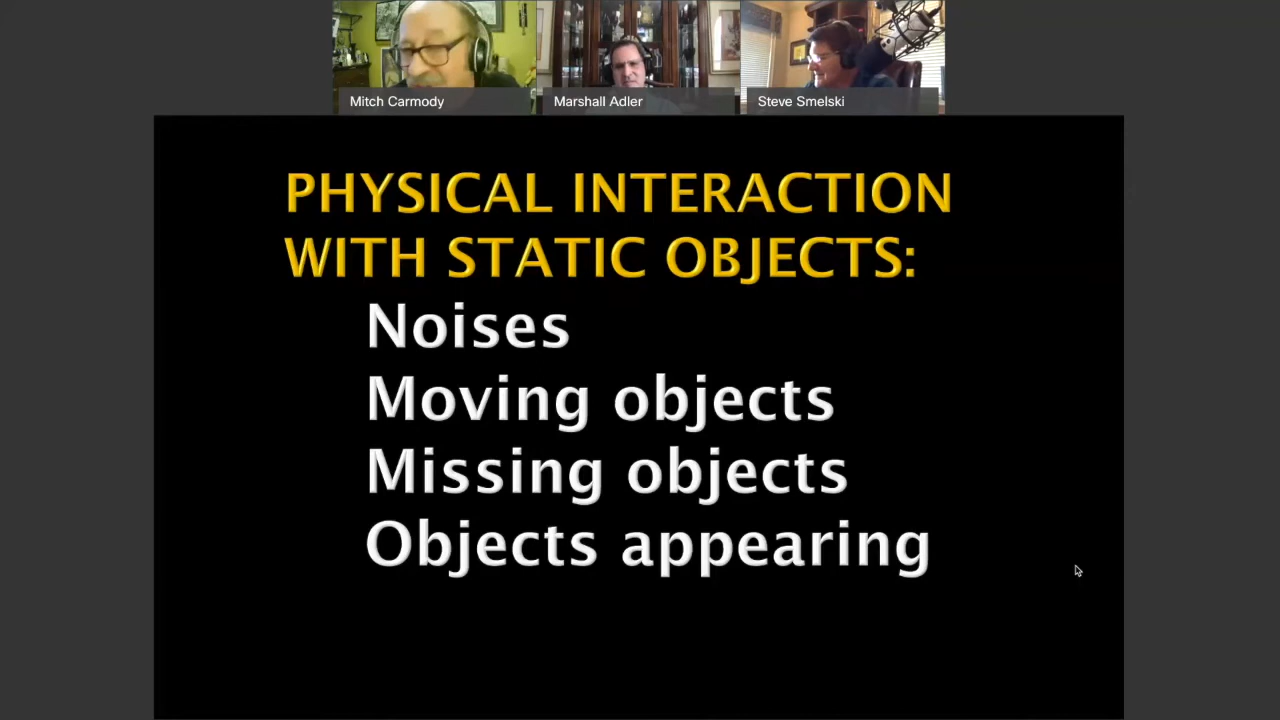 Mitch Carmody
Marshall Adler
Steve Smelski
PHYSICAL INTERACTION
WITH STATIC OBJECTS:
Noises
Moving objects
Missing objects
Objects appearing